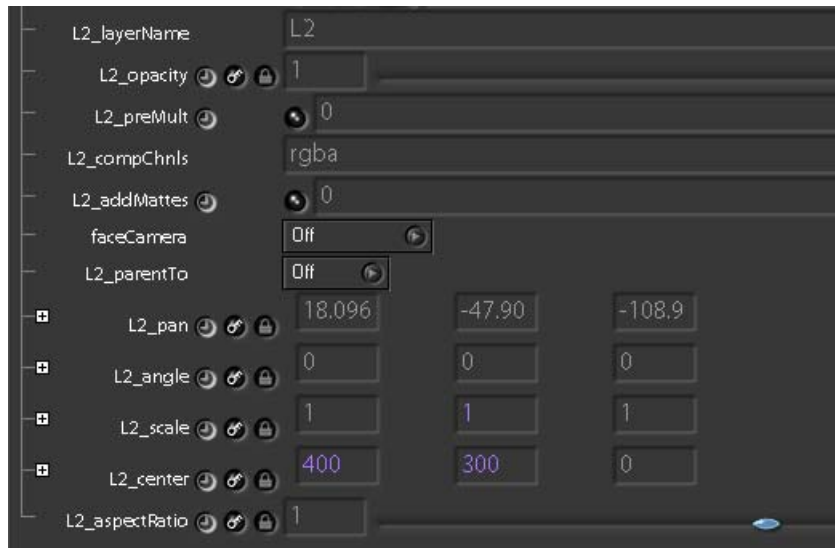 L2_layerName L2
L2_opacity 1
L2_preMult 0
L2_compChnls rgba
L2_addMattes 0
faceCamera Off
L2_parentTo Off
L2_pan 18.096 -47.90 -108.9
L2_angle 0 0 0
L2_scale 1 1 1
L2_center 400 300 0
L2_aspectRatio 1